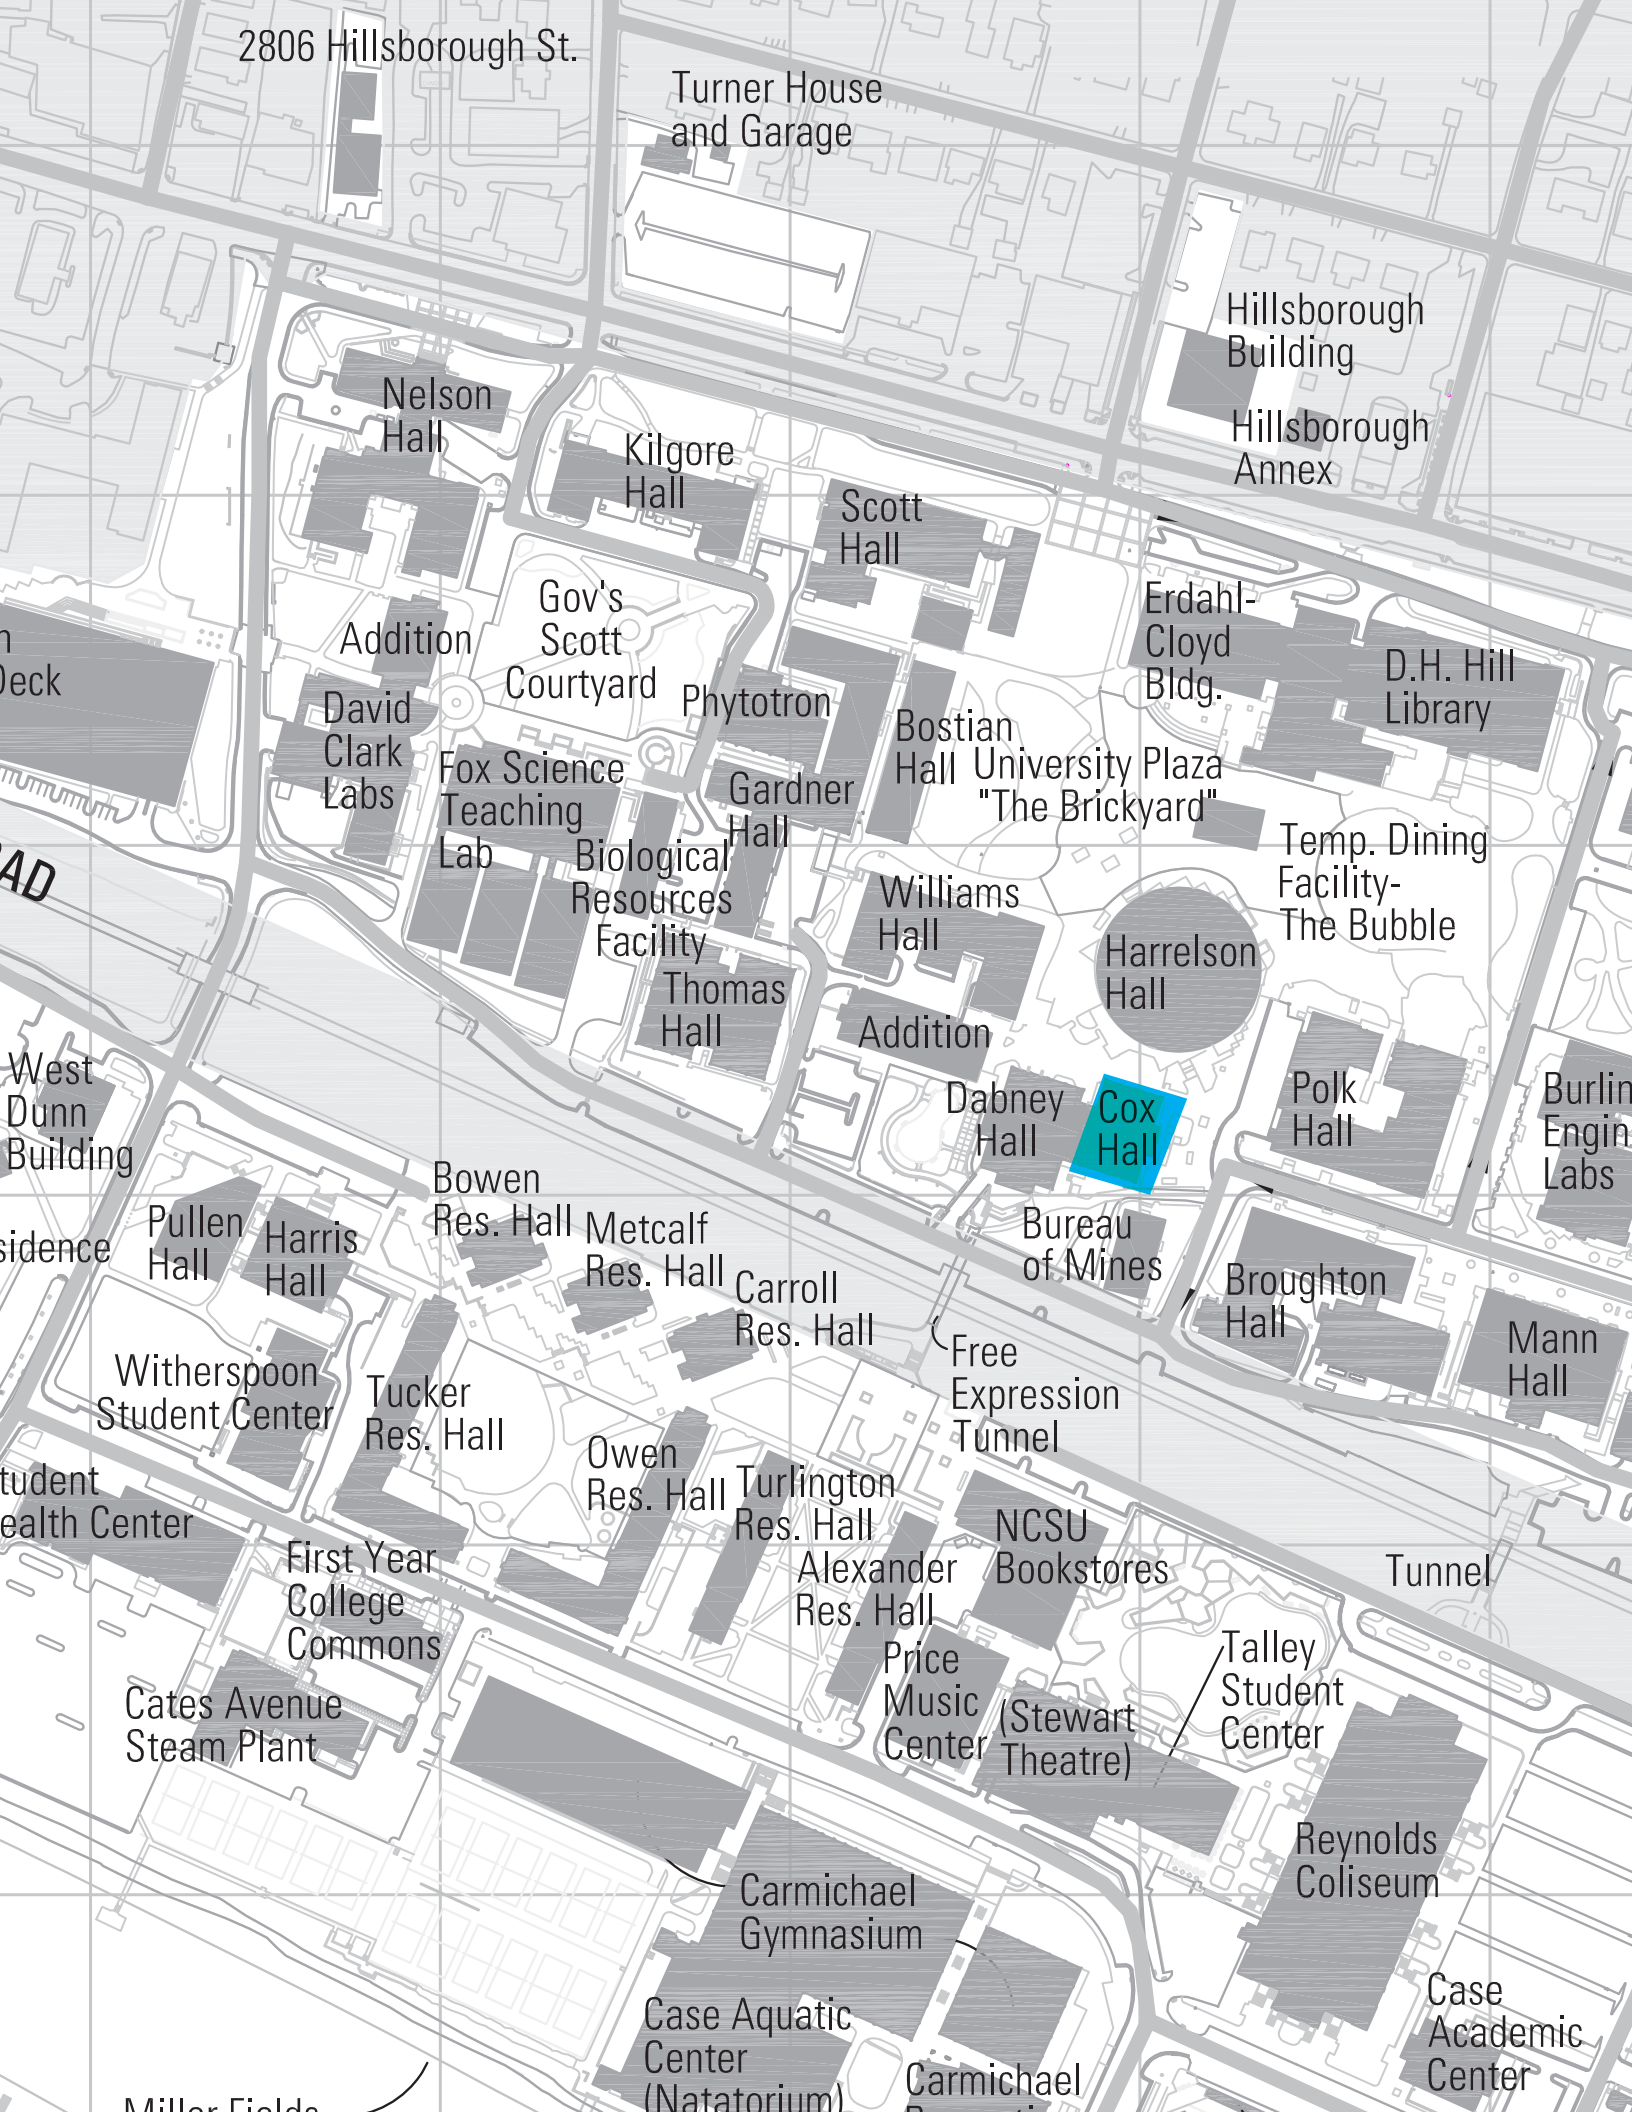 2806 Hillsborough St.
Turner House
and Garage
Hillsborough
Building
Hillsborough
Annex
Nelson
Hall
Kilgore
Hall
Scott
Hall
Erdahl-
Cloyd
Bldg.
D.H. Hill
Library
Gov's
Scott
Courtyard
Addition
Deck
Phytotron
David
Clark
Labs
Bostian
Hall
University Plaza
"The Brickyard"
Fox Science
Teaching
Lab
Gardner
Hall
Biological
Resources
Facility
Temp. Dining
Facility-
The Bubble
Williams
Hall
Harrelson
Hall
Thomas
Hall
Addition
West
Dunn
Building
Dabney
Hall
Cox
Hall
Polk
Hall
Burlin
Engin
Labs
Bowen
Res. Hall
Pullen
Hall
Harris
Hall
sidence
Metcalf
Res. Hall
Carroll
Res. Hall
Bureau
of Mines
Broughton
Hall
Mann
Hall
Free
Expression
Tunnel
Witherspoon
Student Center
Tucker
Res. Hall
Owen
Res. Hall
Turlington
Res. Hall
tudent
ealth Center
NCSU
Bookstores
Alexander
Res. Hall
Tunnel
First Year
College
Commons
Price
Music
Center
Talley
Student
Center
(Stewart
Theatre)
Cates Avenue
Steam Plant
Reynolds
Coliseum
Carmichael
Gymnasium
Case Aquatic
Center
(Natatorium)
Case
Academic
Center
Carmichael
Miller Fields